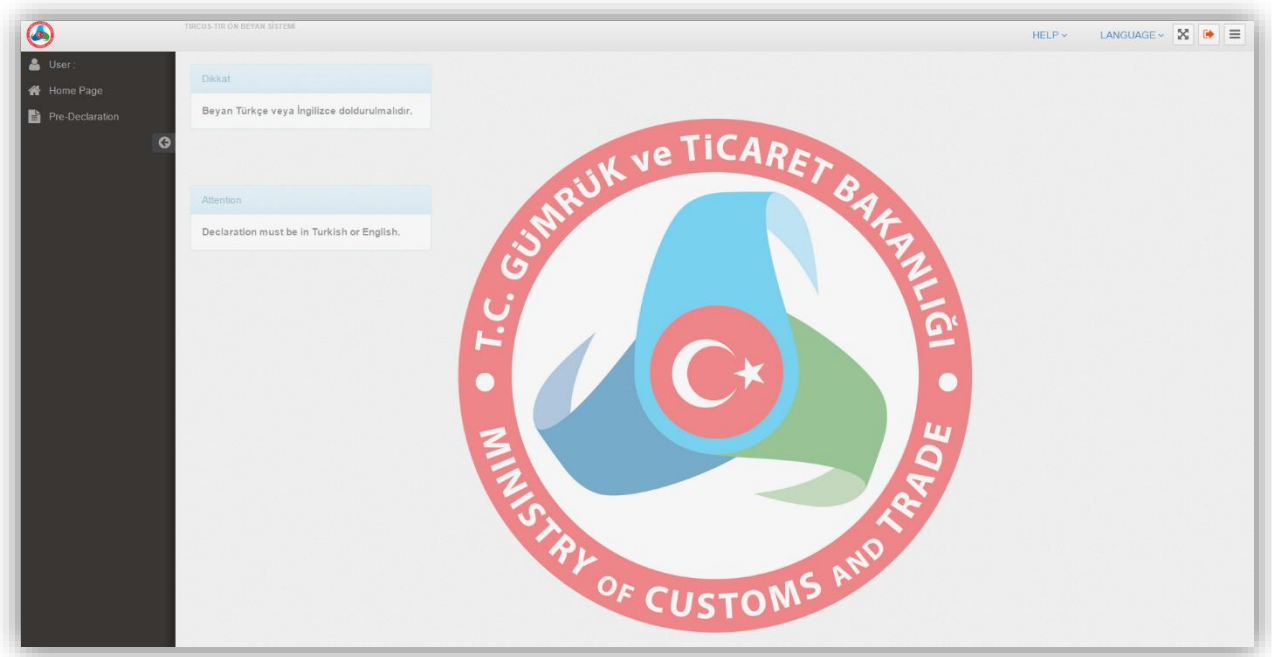 TIRCUS-TIR ÖN BEYAN SİSTEMİ
HELP
LANGUAGE
User :
Home Page
Pre-Declaration
Dikkat
Beyan Türkçe veya İngilizce doldurulmalıdır.
Attention
Declaration must be in Turkish or English.
T.C. GÜMRÜK ve TİCARET BAKANLIĞI
MINISTRY OF CUSTOMS AND TRADE